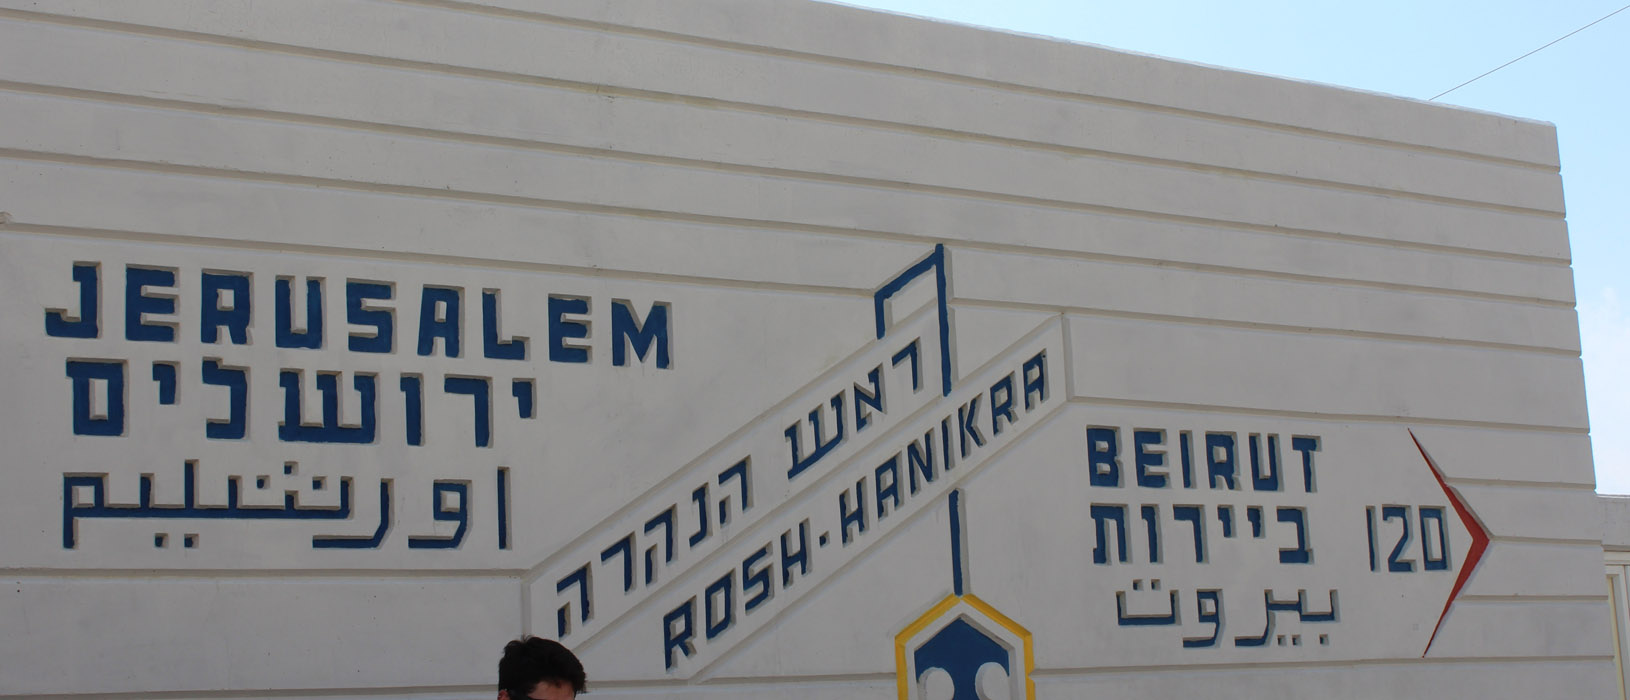 JERUSALEM
ירושלים
اورشليم
ראש הנקרה
ROSH-HANIKRA
BEIRUT
ביירות
بيروت
120